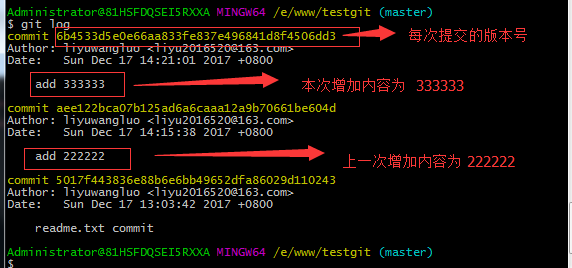 Administrator@81HSFDQSEI5RXXA MINGW64 /e/www/testgit (master)
$ git log
commit 6b4533d5e0e66aa833fe837e496841d8f4506dd3 每次提交的版本号
Author: liyuwangluo <liyu2016520@163.com>
Date: Sun Dec 17 14:21:01 2017 +0800
add 333333 本次增加内容为 333333
commit aee122bca07b125ad6a6caaa12a9b70661be604d
Author: liyuwangluo <liyu2016520@163.com>
Date: Sun Dec 17 14:15:38 2017 +0800
add 222222 上一次增加内容为 222222
commit 5017f443836e88b6e6bb49652dfa86029d110243
Author: liyuwangluo <liyu2016520@163.com>
Date: Sun Dec 17 13:03:42 2017 +0800
readme.txt commit
Administrator@81HSFDQSEI5RXXA MINGW64 /e/www/testgit (master)
$